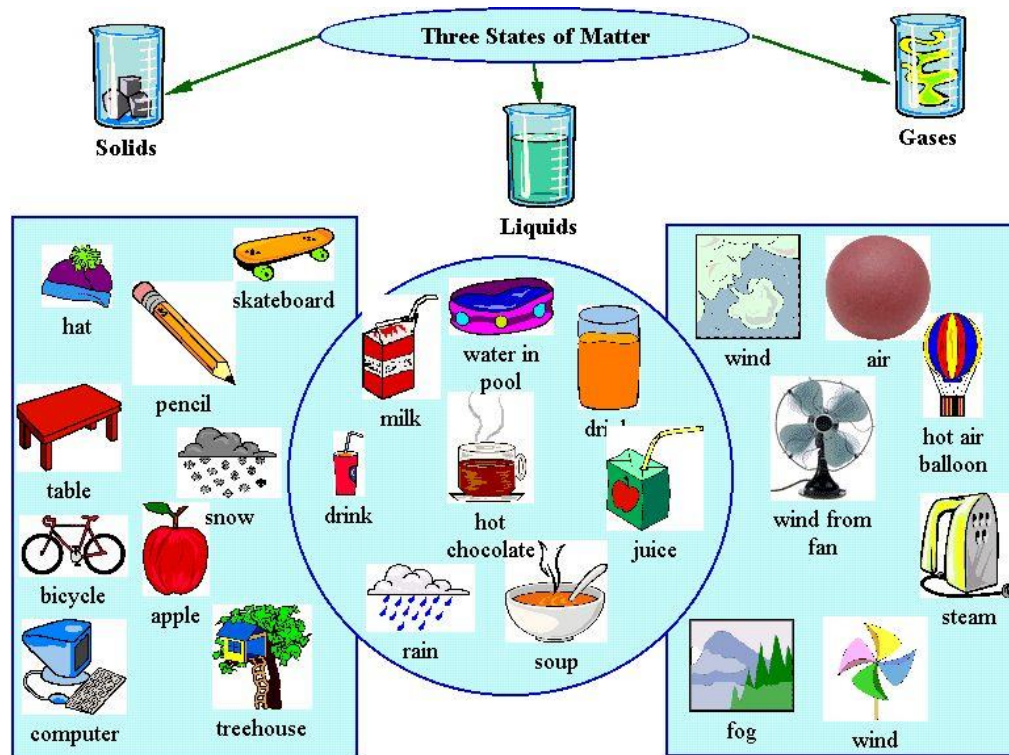 Three States of Matter
Solids
Liquids
Gases
hat
skateboard
pencil
table
snow
bicycle
apple
computer
treehouse
milk
water in
pool
drink
hot
chocolate
juice
rain
soup
wind
air
hot air
balloon
wind from
fan
steam
fog
wind